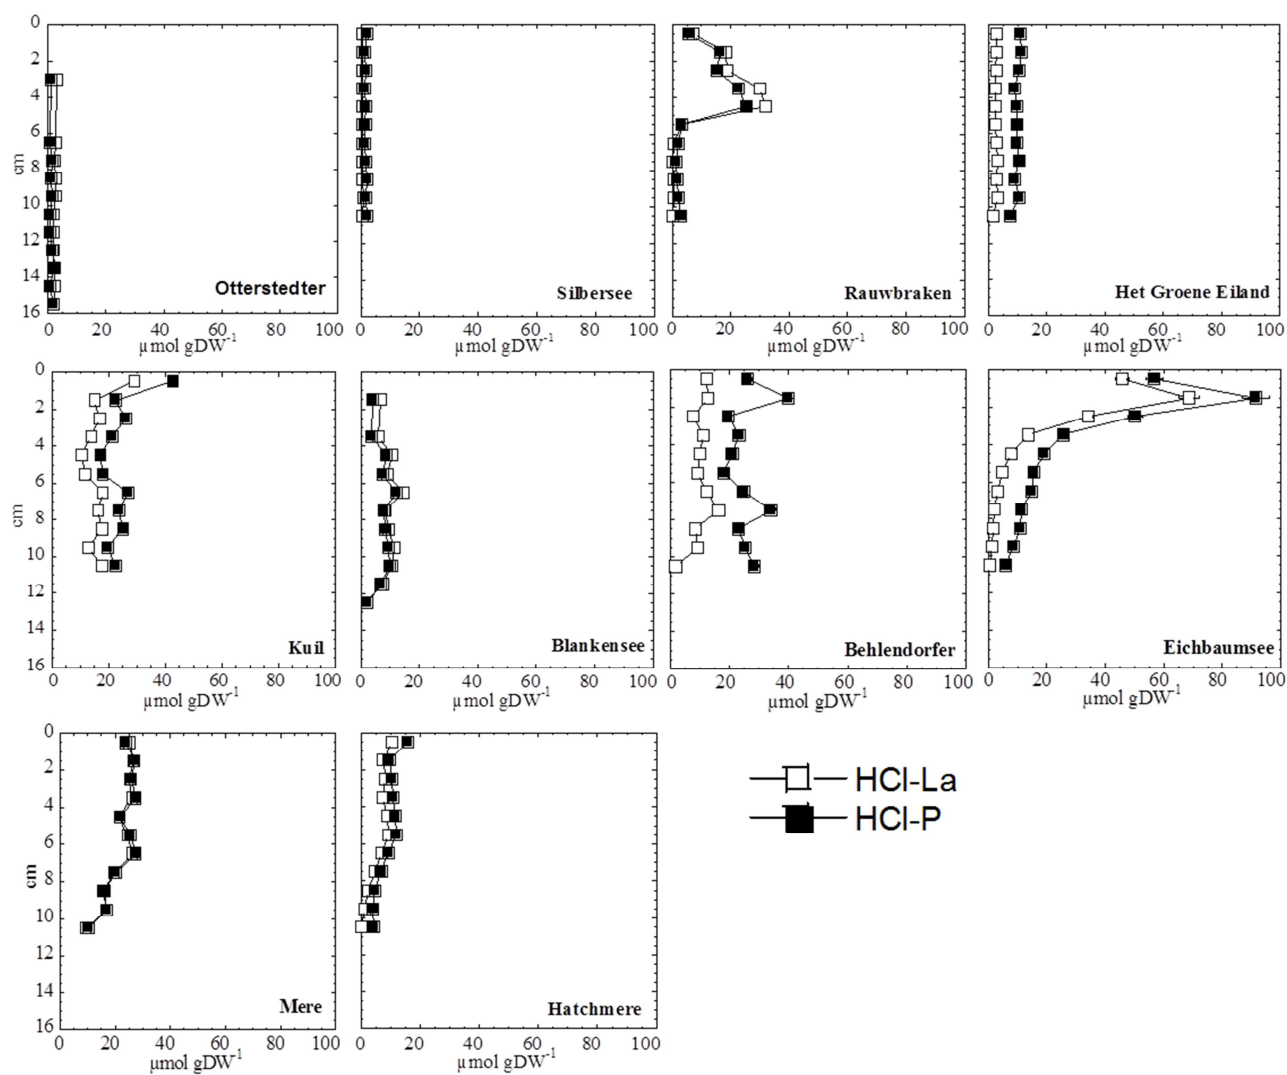 0
2
4
6
8
10
12
14
16
cm
Otterstedter
0 20 40 60 80 100
µmol gDW⁻¹
Silbersee
0 20 40 60 80 100
µmol gDW⁻¹
Rauwbraken
0 20 40 60 80 100
µmol gDW⁻¹
Het Groene Eiland
0 20 40 60 80 100
µmol gDW⁻¹
0
2
4
6
8
10
12
14
16
cm
Kuil
0 20 40 60 80 100
µmol gDW⁻¹
Blankensee
0 20 40 60 80 100
µmol gDW⁻¹
Behlendorfer
0 20 40 60 80 100
µmol gDW⁻¹
Eichbaumsee
0 20 40 60 80 100
µmol gDW⁻¹
0
2
4
6
8
10
12
14
16
cm
Mere
0 20 40 60 80 100
µmol gDW⁻¹
Hatchmere
0 20 40 60 80 100
µmol gDW⁻¹
HCl-La
HCl-P